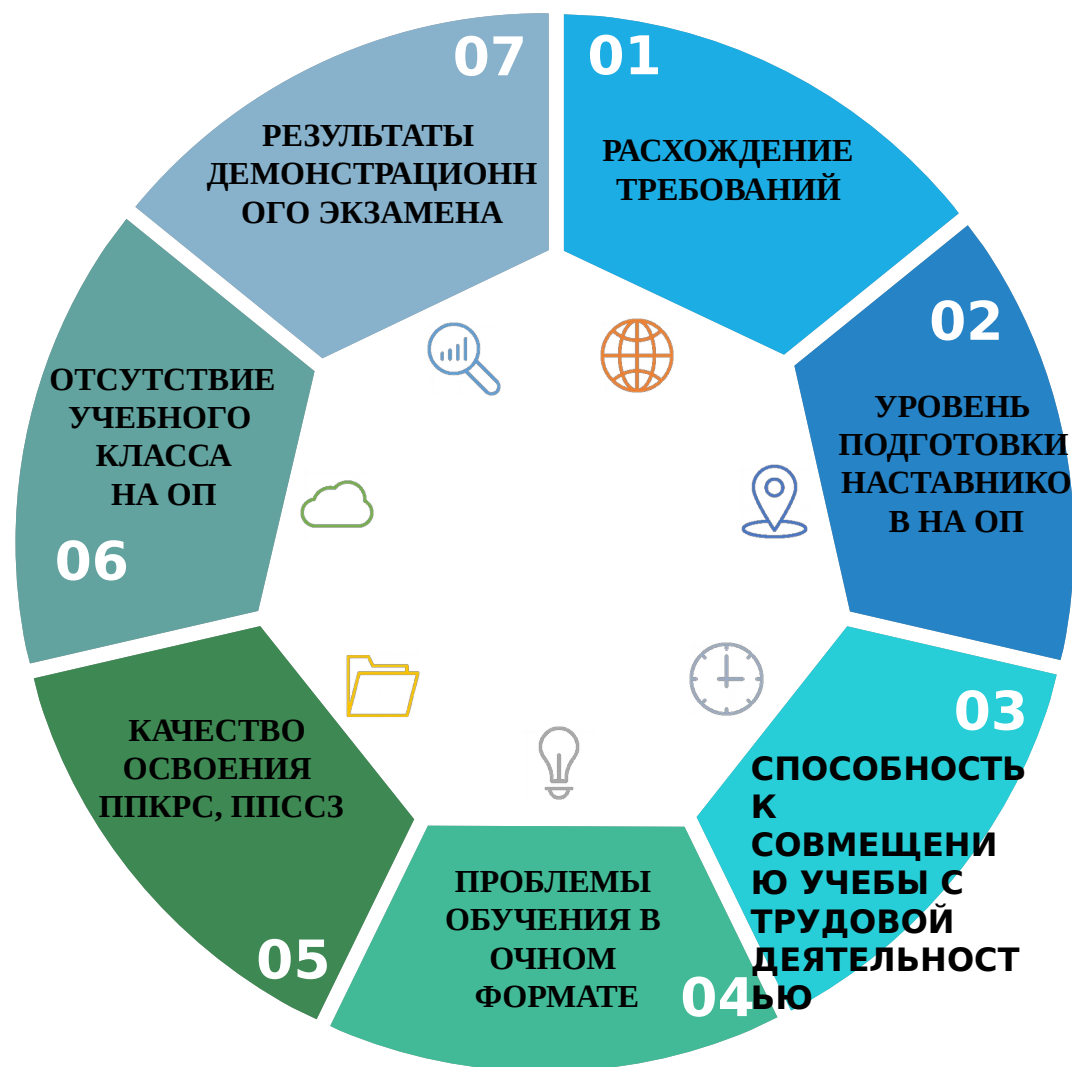 01
РАСХОЖДЕНИЕ
ТРЕБОВАНИЙ
02
УРОВЕНЬ
ПОДГОТОВКИ
НАСТАВНИКО
В НА ОП
03
СПОСОБНОСТЬ
К
СОВМЕЩЕНИ
Ю УЧЕБЫ С
ТРУДОВОЙ
ДЕЯТЕЛЬНОСТ
ЬЮ
ПРОБЛЕМЫ
ОБУЧЕНИЯ В
ОЧНОМ
ФОРМАТЕ
04
КАЧЕСТВО
ОСВОЕНИЯ
ППКРС, ППССЗ
05
ОТСУТСТВИЕ
УЧЕБНОГО
КЛАССА
НА ОП
06
07
РЕЗУЛЬТАТЫ
ДЕМОНСТРАЦИОНН
ОГО ЭКЗАМЕНА